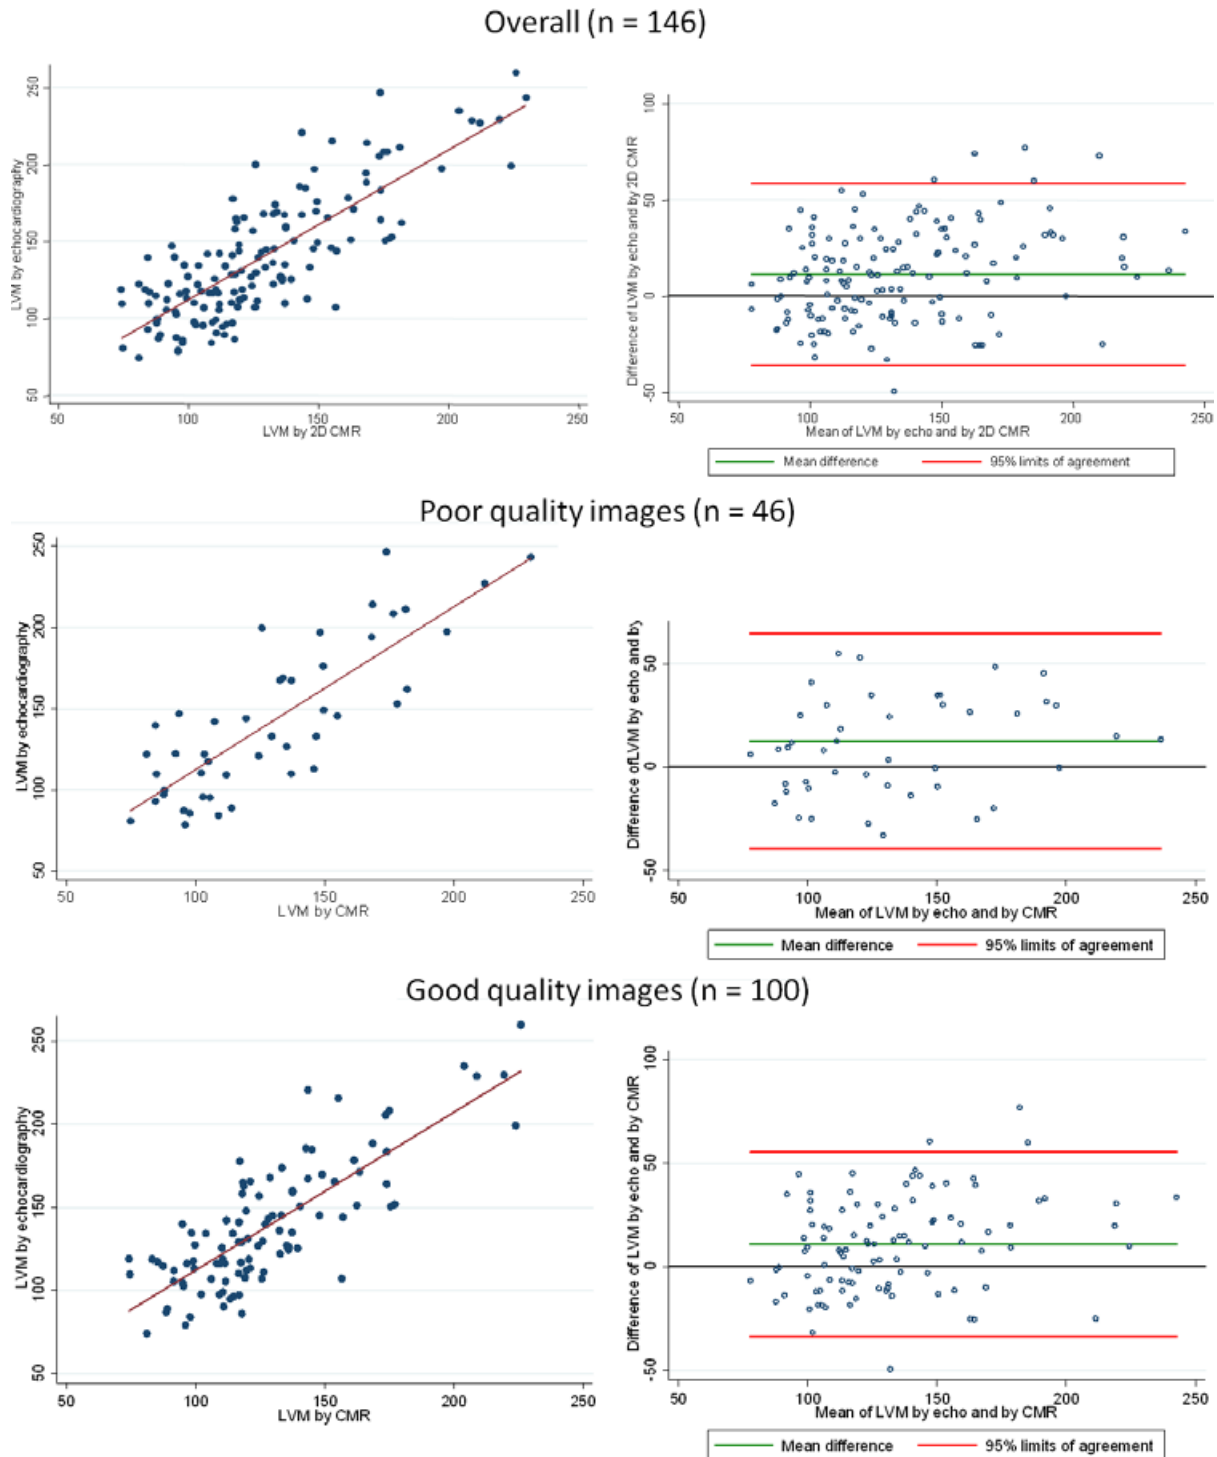 Overall (n = 146)
250
200
150
100
50
LVM by echocardiography
50 100 150 200 250
LVM by 2D CMR
100
50
0
-50
Difference of LVM by echo and by 2D CMR
50 100 150 200 250
Mean of LVM by echo and by 2D CMR
Mean difference 95% limits of agreement
Poor quality images (n = 46)
250
200
150
100
50
LVM by echocardiography
50 100 150 200 250
LVM by CMR
50
0
-50
Difference ofLVM by echo and by
50 100 150 200 250
Mean of LVM by echo and by CMR
Mean difference 95% limits of agreement
Good quality images (n = 100)
250
200
150
100
50
LVM by echocardiography
50 100 150 200 250
LVM by CMR
100
50
0
-50
Difference of LVM by echo and by CMR
50 100 150 200 250
Mean of LVM by echo and by CMR
Mean difference 95% limits of agreement